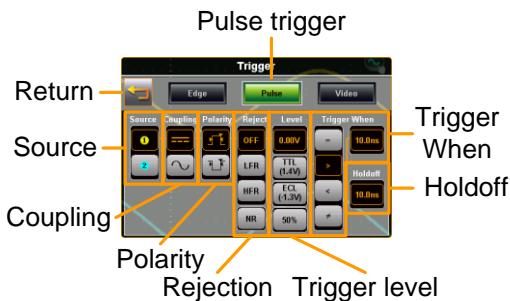 Pulse trigger
Trigger
Return
Edge
Pulse
Video
Source
Coupling
Polarity
Reject
Level
Trigger When
Source
1
OFF
0.00V
=
10.0ns
Trigger When
2
LFR
TTL (1.4V)
>
Holdoff
Holdoff
HFR
ECL (-1.3V)
<
10.0ns
NR
50%
≠
Coupling
Polarity
Rejection
Trigger level